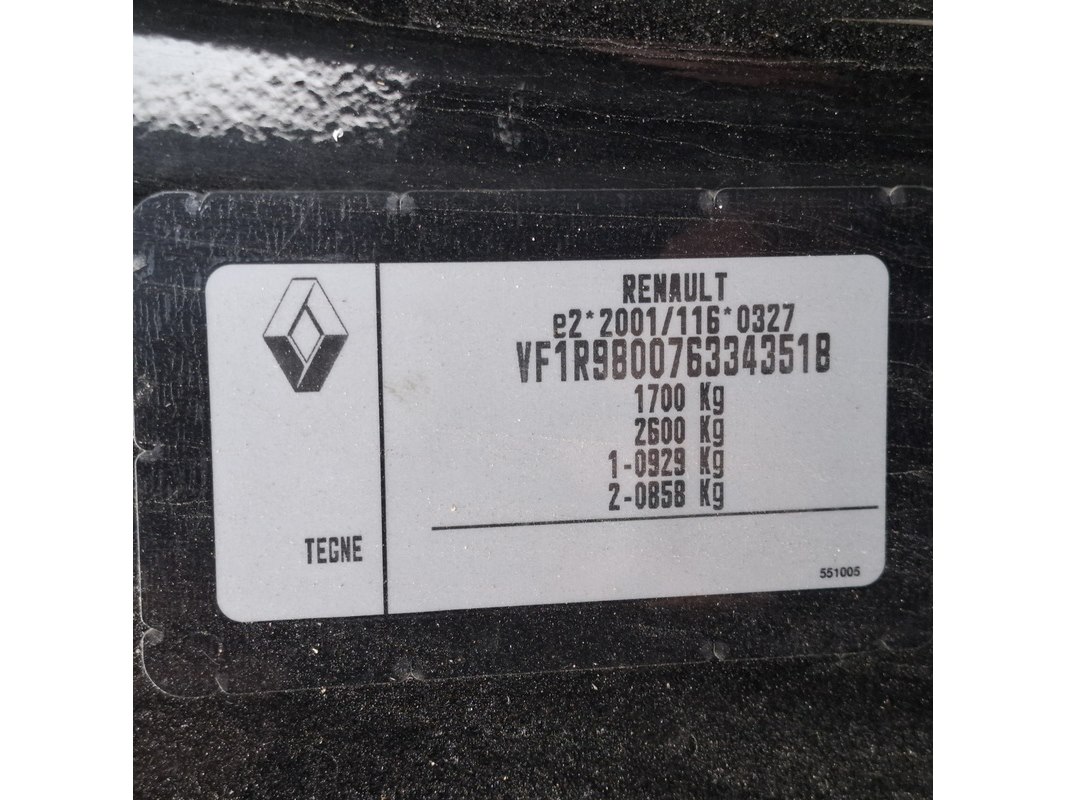 RENAULT
e2*2001/116*0327
VF1R9800763343518
1700 Kg
2600 Kg
1-0929 Kg
2-0858 Kg
TEGNE
551005